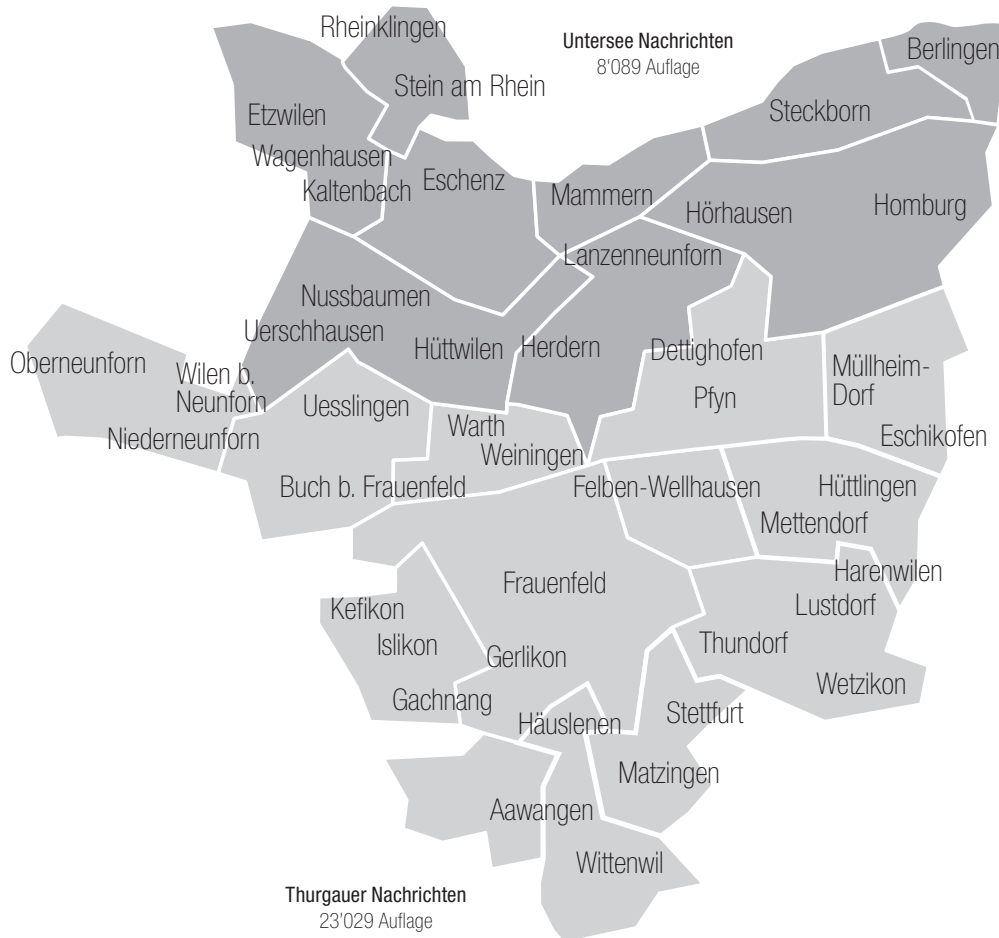 Rheinklingen
Untersee Nachrichten
8'089 Auflage
Berlingen
Stein am Rhein
Etzwilen
Steckborn
Wagenhausen
Kaltenbach
Eschenz
Mammern
Hörhausen
Homburg
Lanzenneunforn
Nussbaumen
Uerschhausen
Hüttwilen
Herdern
Dettighofen
Oberneunforn
Wilen b.
Neunforn
Müllheim-
Dorf
Uesslingen
Pfyn
Niederneunforn
Warth
Weiningen
Eschikofen
Buch b. Frauenfeld
Felben-Wellhausen
Hüttlingen
Mettendorf
Frauenfeld
Harenwilen
Kefikon
Lustdorf
Islikon
Thundorf
Gerlikon
Wetzikon
Gachnang
Häuslenen
Stettfurt
Matzingen
Aawangen
Wittenwil
Thurgauer Nachrichten
23'029 Auflage